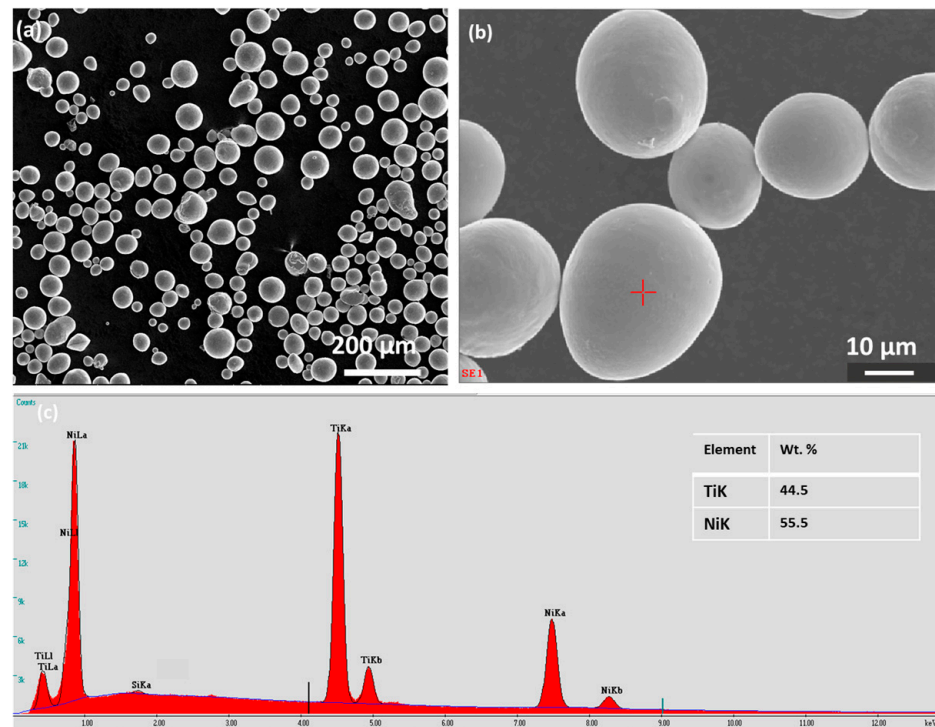 (a)
200 µm
(b)
10 µm
SE1
Counts
(c)
21k
18k
15k
12k
9k
6k
3k
NiLa
NiLl
TiLl
TiLa
SiKa
TiKa
TiKb
NiKa
NiKb
Element Wt. %
TiK 44.5
NiK 55.5
1.00 2.00 3.00 4.00 5.00 6.00 7.00 8.00 9.00 10.00 11.00 12.00 keV